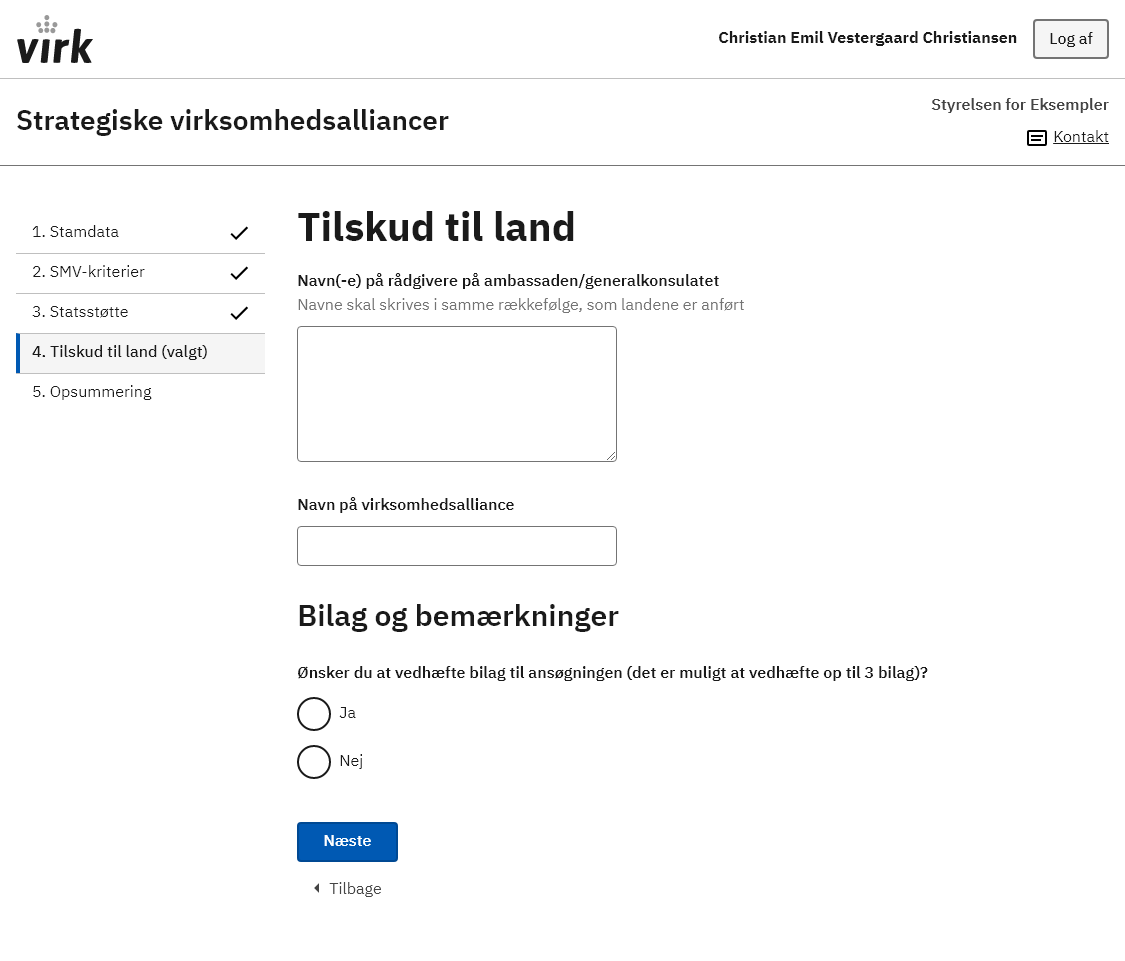 virk
Christian Emil Vestergaard Christiansen
Log af
Strategiske virksomhedsalliancer
Styrelsen for Eksempler
Kontakt
1. Stamdata
2. SMV-kriterier
3. Statsstøtte
4. Tilskud til land (valgt)
5. Opsummering
Tilskud til land
Navn(-e) på rådgivere på ambassaden/generalkonsulatet
Navne skal skrives i samme rækkefølge, som landene er anført
Navn på virksomhedsalliance
Bilag og bemærkninger
Ønsker du at vedhæfte bilag til ansøgningen (det er muligt at vedhæfte op til 3 bilag)?
Ja
Nej
Næste
Tilbage